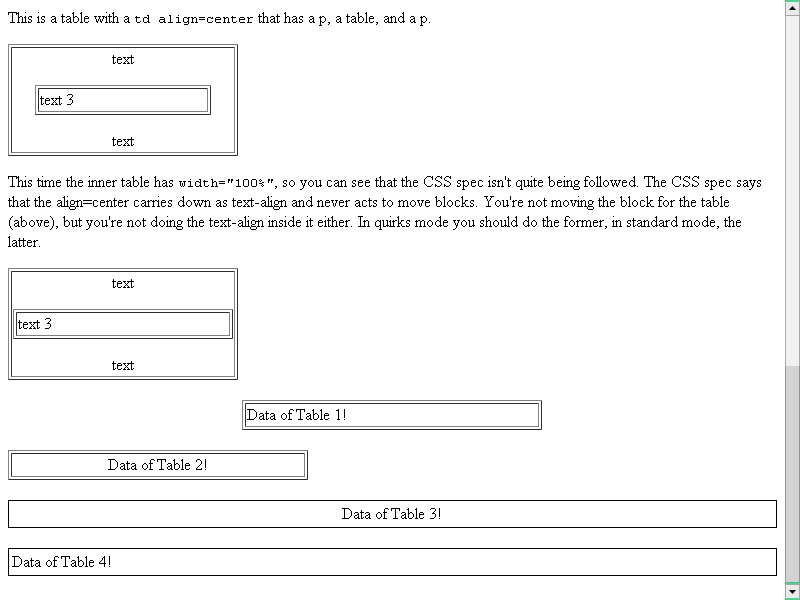 This is a table with a td align=center that has a p, a table, and a p.
text
text 3
text
This time the inner table has width="100%", so you can see that the CSS spec isn't quite being followed. The CSS spec says
that the align=center carries down as text-align and never acts to move blocks. You're not moving the block for the table
(above), but you're not doing the text-align inside it either. In quirks mode you should do the former, in standard mode, the
latter.
text
text 3
text
Data of Table 1!
Data of Table 2!
Data of Table 3!
Data of Table 4!